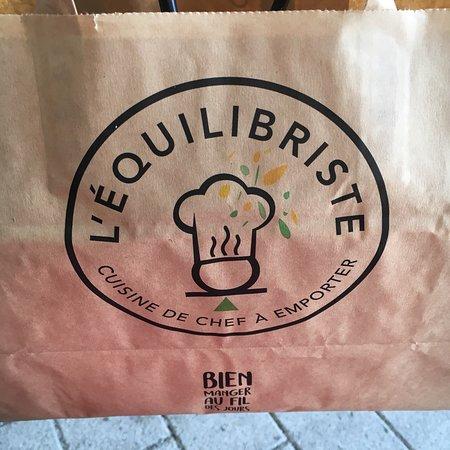 L'ÉQUILIBRISTE
CUISINE DE CHEF À EMPORTER
BIEN
MANGER
AU FIL
DES JOURS